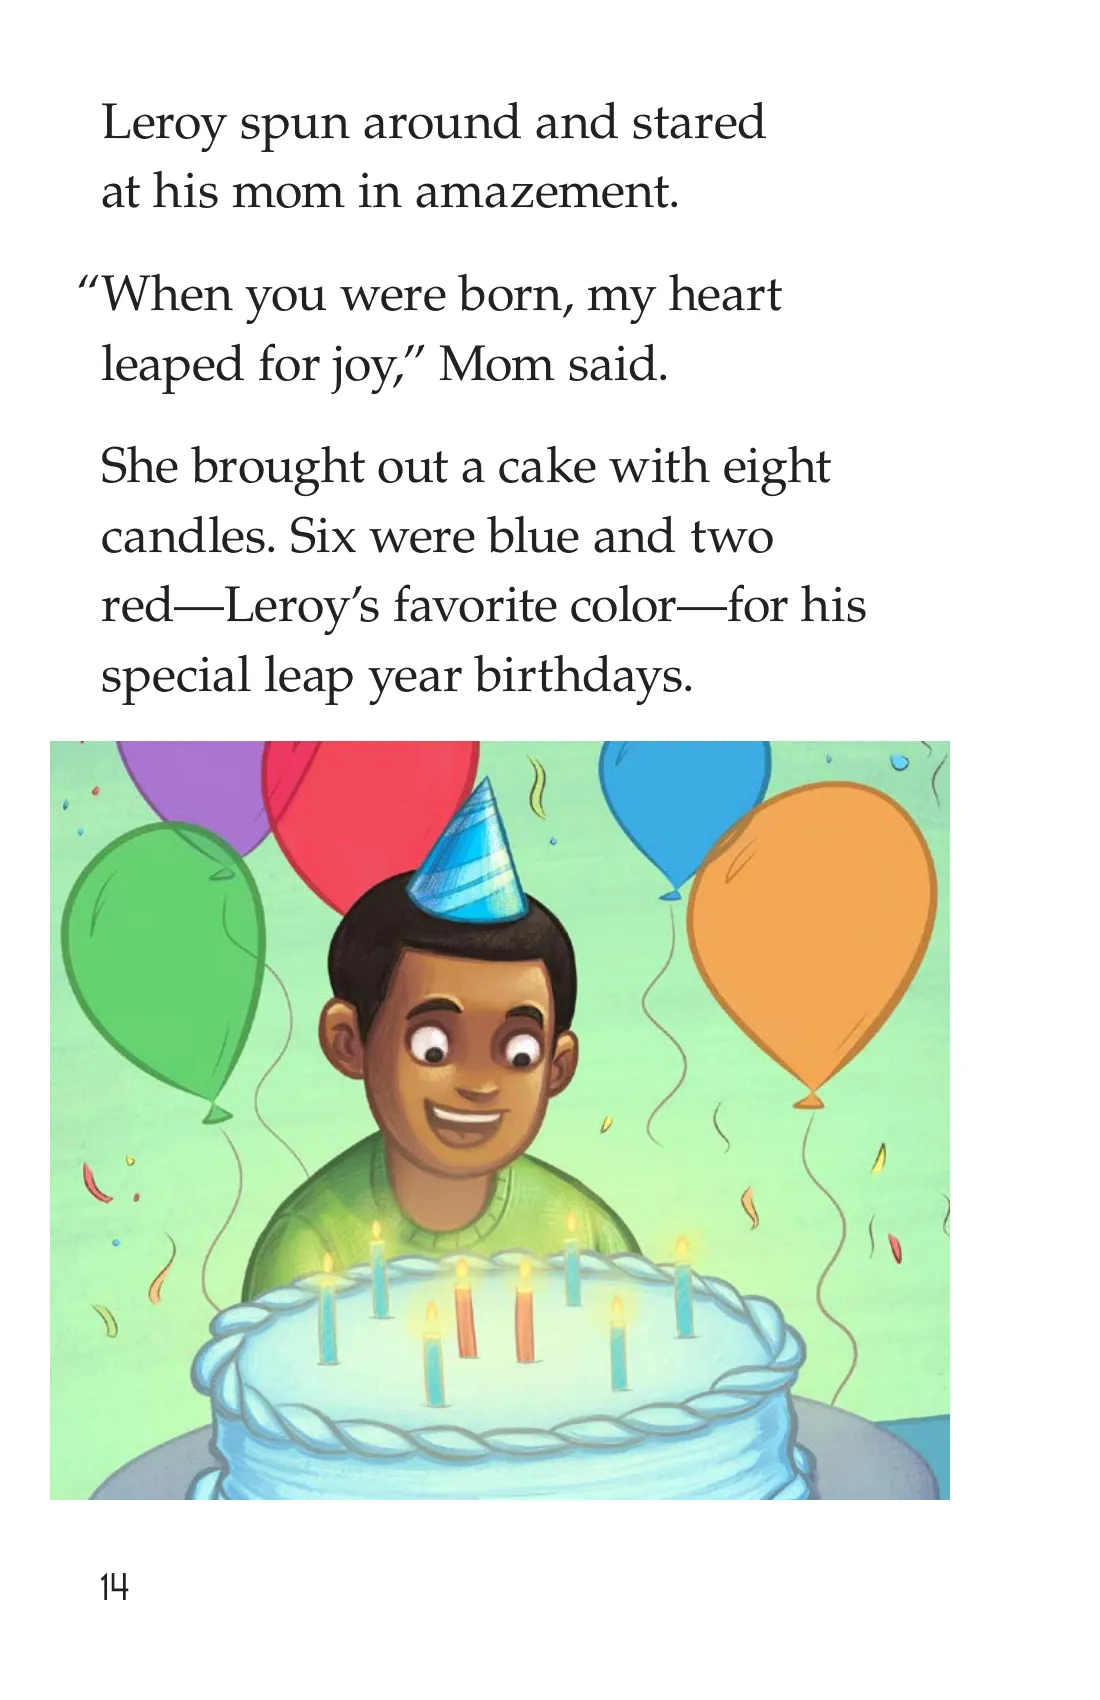 Leroy spun around and stared
at his mom in amazement.
“When you were born, my heart
leaped for joy,” Mom said.
She brought out a cake with eight
candles. Six were blue and two
red—Leroy’s favorite color—for his
special leap year birthdays.
14